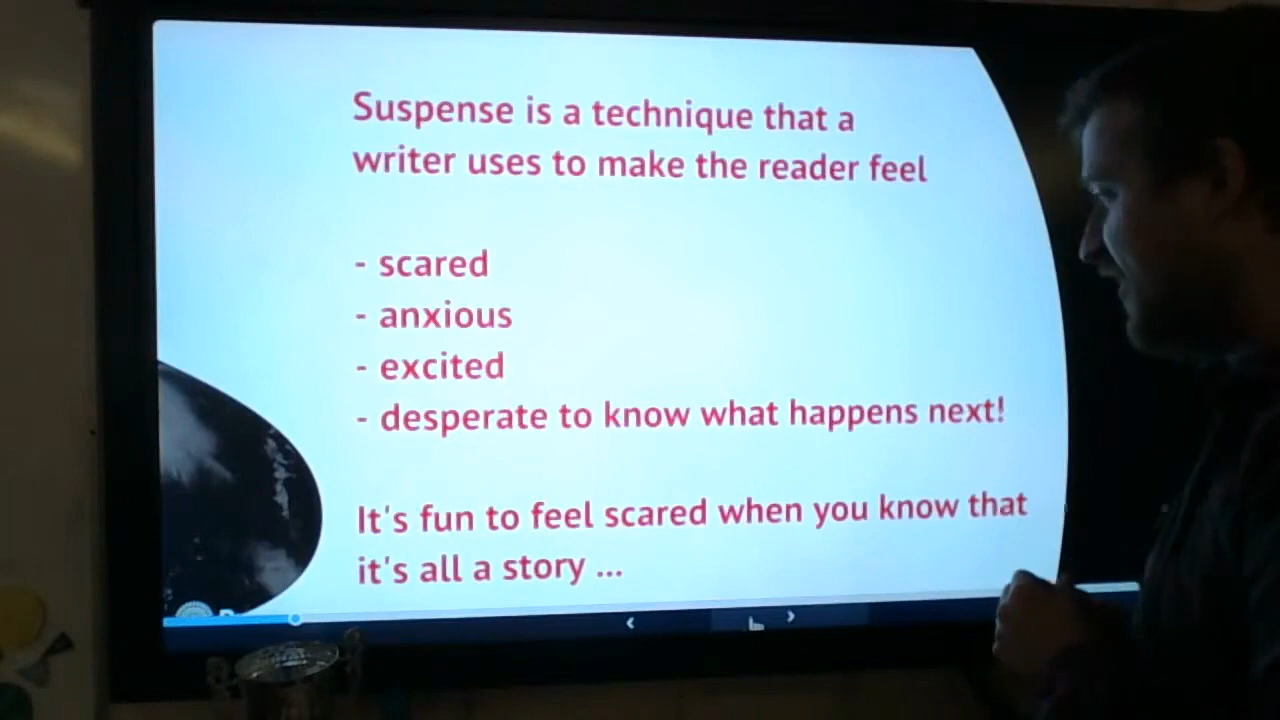 Suspense is a technique that a
writer uses to make the reader feel
- scared
- anxious
- excited
- desperate to know what happens next!
It's fun to feel scared when you know that
it's all a story ...